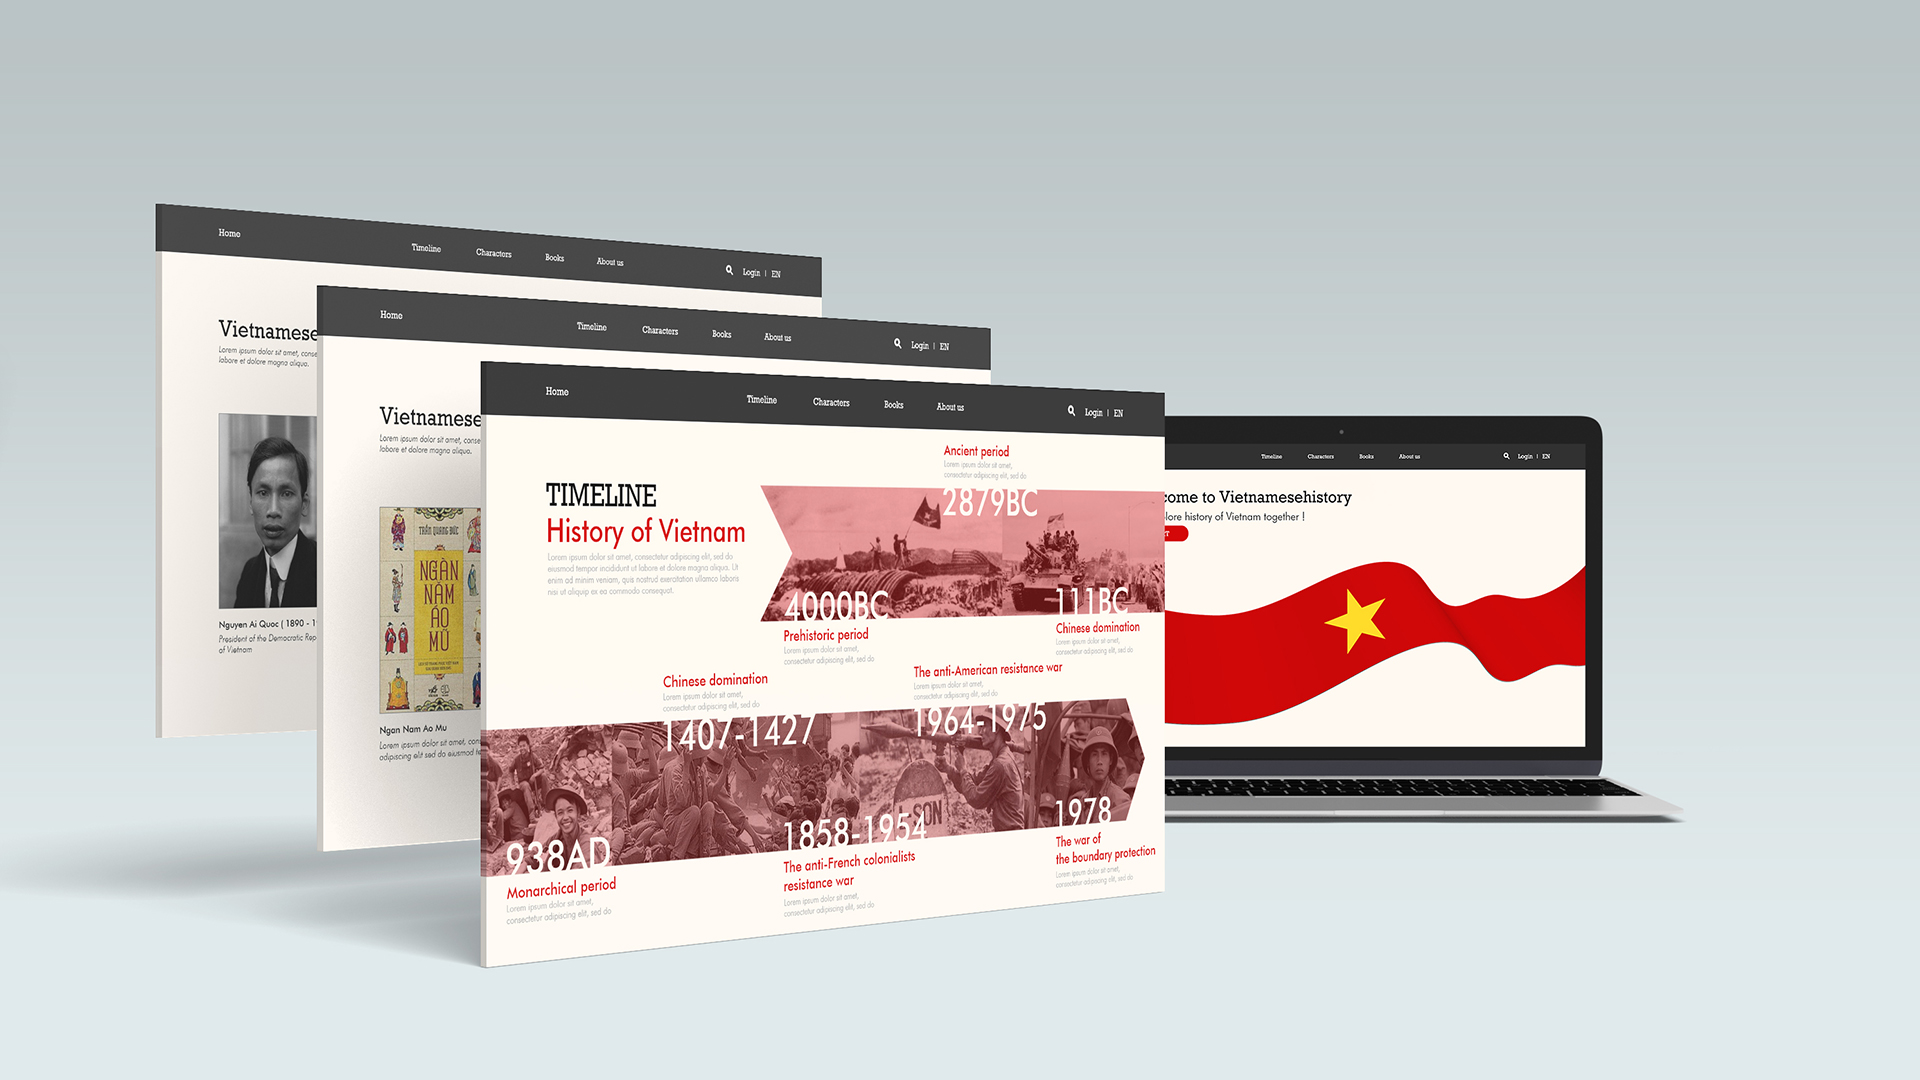 Home
Timeline
Characters
Books
About us
Login | EN
Vietnamese
Lorem ipsum dolor sit amet, conse
labore et dolore magna aliqua.
Nguyen Ai Quoc ( 1890 - 1
President of the Democratic Rep
of Vietnam
Home
Timeline
Characters
Books
About us
Login | EN
Vietnamese
Lorem ipsum dolor sit amet, conse
labore et dolore magna aliqua.
TRẦN QUANG ĐỨC
NGÀN
NĂM
ÁO
MŨ
Ngan Nam Ao Mu
Lorem ipsum dolor sit amet, con
adipiscing elit sed do eiusmod te
Home
Timeline
Characters
Books
About us
Login | EN
TIMELINE
History of Vietnam
Lorem ipsum dolor sit amet, consectetur adipiscing elit, sed do
eiusmod tempor incididunt ut labore et dolore magna aliqua. Ut
enim ad minim veniam, quis nostrud exercitation ullamco laboris
nisi ut aliquip ex ea commodo consequat.
Ancient period
Lorem ipsum dolor sit amet,
consectetur adipiscing elit, sed do
2879BC
4000BC
Prehistoric period
Lorem ipsum dolor sit amet,
consectetur adipiscing elit, sed do
111BC
Chinese domination
Lorem ipsum dolor sit amet,
consectetur adipiscing elit, sed do
Chinese domination
Lorem ipsum dolor sit amet,
consectetur adipiscing elit, sed do
1407-1427
The anti-American resistance war
Lorem ipsum dolor sit amet,
consectetur adipiscing elit, sed do
1964-1975
SON
938AD
Monarchical period
Lorem ipsum dolor sit amet,
consectetur adipiscing elit, sed do
1858-1954
The anti-French colonialists
resistance war
Lorem ipsum dolor sit amet,
consectetur adipiscing elit, sed do
1978
The war of
the boundary protection
Lorem ipsum dolor sit amet,
consectetur adipiscing elit, sed do
Timeline
Characters
Books
About us
Login | EN
come to Vietnamesehistory
lore history of Vietnam together !